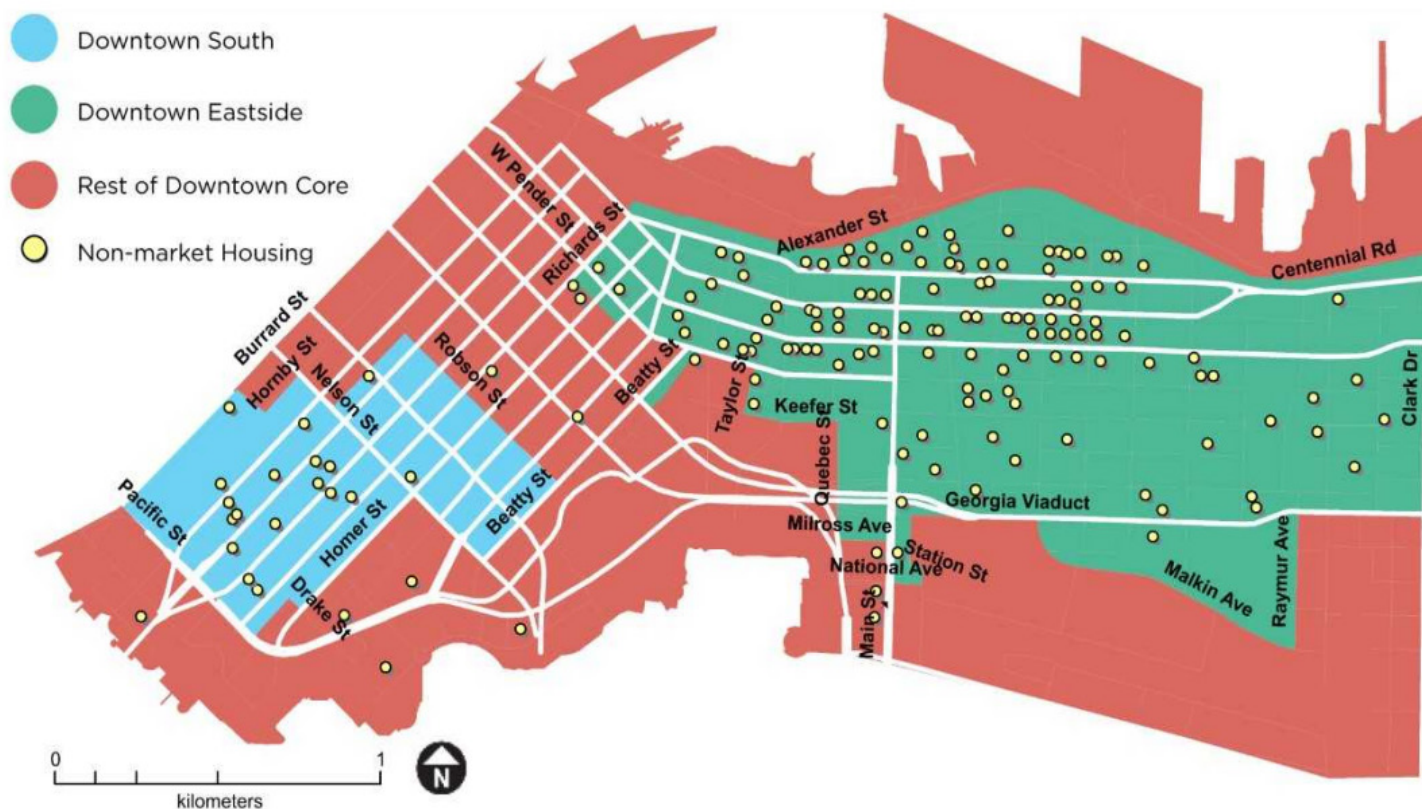 Downtown South
Downtown Eastside
Rest of Downtown Core
Non-market Housing
W Pender St
Richards St
Alexander St
Centennial Rd
Burrard St
Hornby St
Nelson St
Robson St
Beatty St
Taylor St
Keefer St
Quebec St
Clark Dr
Pacific St
Homer St
Beatty St
Georgia Viaduct
Milross Ave
Station St
National Ave
Drake St
Main St
Malkin Ave
Raymur Ave
0
1
kilometers
N